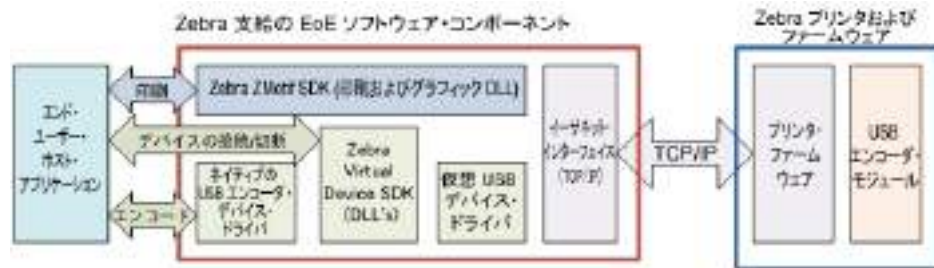 Zebra 支給の EoE ソフトウェア・コンポーネント
Zebra プリンタおよび
ファームウェア
エンド・
ユーザー・
ホスト・
アプリケーション
印刷
Zebra ZMotif SDK (印刷およびグラフィック DLL)
デバイスの接続/切断
エンコード
ネイティブの
USB エンコーダ・
デバイス・
ドライバ
Zebra
Virtual
Device SDK
(DLL's)
仮想 USB
デバイス・
ドライバ
イーサネット・
インターフェイス
(TCP/IP)
TCP/IP
プリンタ・
ファーム
ウェア
USB
エンコーダ・
モジュール